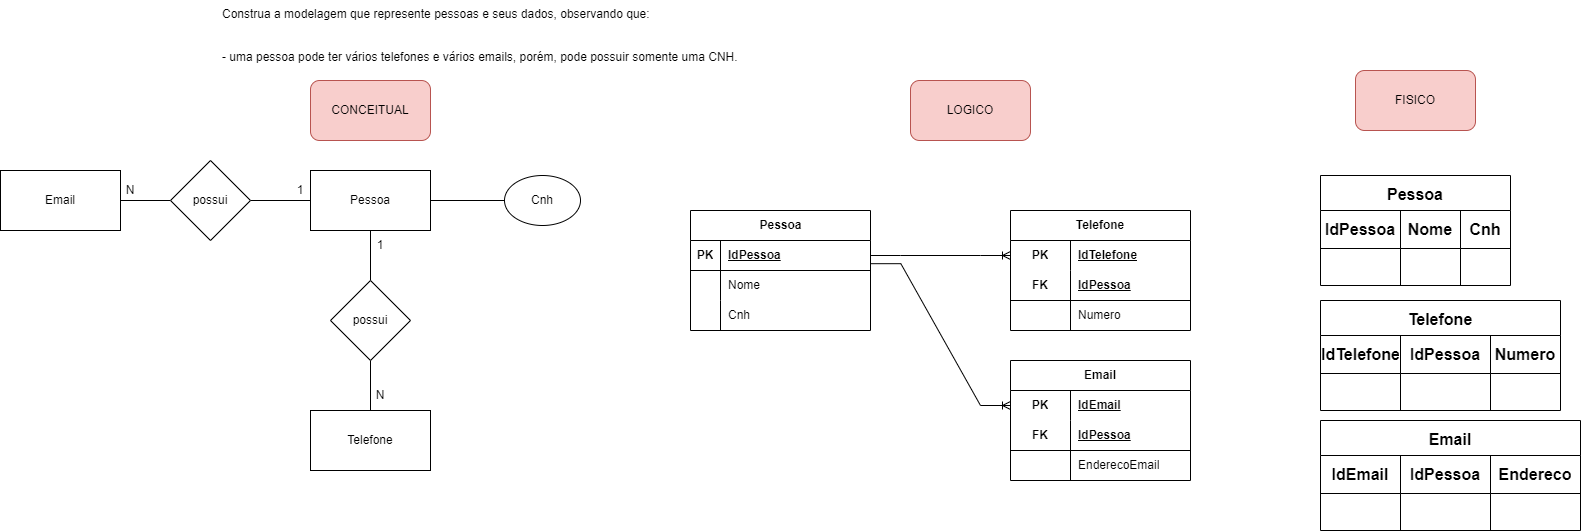 Construa a modelagem que represente pessoas e seus dados, observando que:
- uma pessoa pode ter vários telefones e vários emails, porém, pode possuir somente uma CNH.
CONCEITUAL
Email
N
possui
1
Pessoa
Cnh
1
possui
N
Telefone
LOGICO
Pessoa
PK IdPessoa
Nome
Cnh
Telefone
PK IdTelefone
FK IdPessoa
Numero
Email
PK IdEmail
FK IdPessoa
EnderecoEmail
FISICO
Pessoa
IdPessoa Nome Cnh
Telefone
IdTelefone IdPessoa Numero
Email
IdEmail IdPessoa Endereco